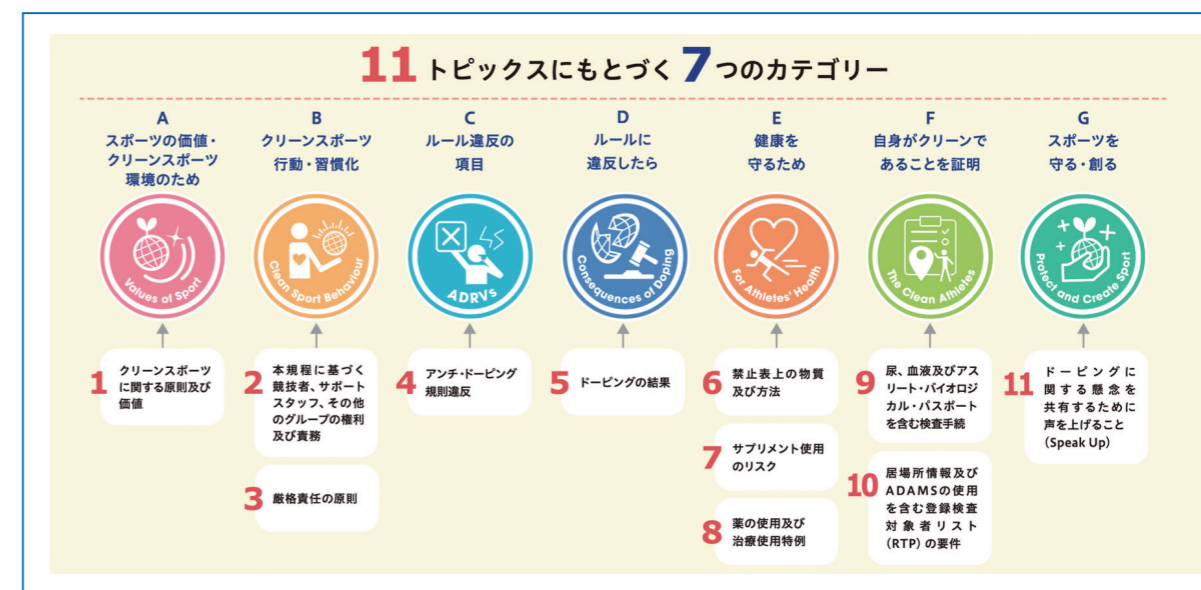 11 トピックスにもとづく 7 つのカテゴリー
A
スポーツの価値・
クリーンスポーツ
環境のため
B
クリーンスポーツ
行動・習慣化
C
ルール違反の
項目
D
ルールに
違反したら
E
健康を
守るため
F
自身がクリーンで
あることを証明
G
スポーツを
守る・創る
Values of Sport
Clean Sport Behaviour
ADRVs
Consequences of Doping
For Athletes' Health
The Clean Athletes
Protect and Create Sport
1
クリーンスポーツ
に関する原則及び
価値
2
本規程に基づく
競技者、サポート
スタッフ、その他
のグループの権利
及び責務
3
厳格責任の原則
4
アンチ・ドーピング
規則違反
5
ドーピングの結果
6
禁止表上の物質
及び方法
7
サプリメント使用
のリスク
8
薬の使用及び
治療使用特例
9
尿、血液及びアス
リート・バイオロジ
カル・パスポート
を含む検査手続
10
居場所情報及び
ADAMSの使用
を含む登録検査
対象者リスト
(RTP)の要件
11
ドーピングに
関する懸念を
共有するために
声を上げること
(Speak Up)